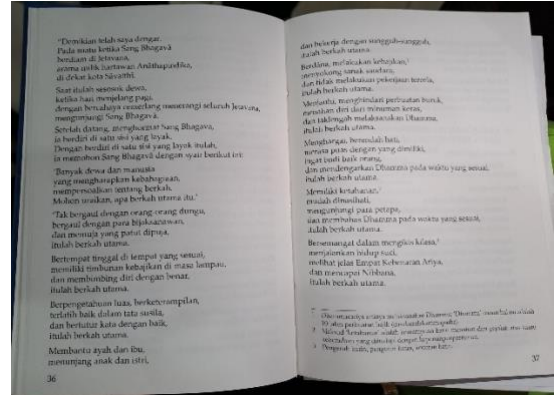 "Demikian telah saya dengar.
Pada suatu ketika Sang Bhagavā
berdiam di Jetavana,
arama milik hartawan Anāthapiṇḍika,
di dekat kota Sāvatthī.
Saat itulah sesosok dewa,
ketika hari menjelang pagi,
dengan bercahaya cemerlang menerangi seluruh Jetavana,
mengunjungi Sang Bhagavā.
Setelah datang, menghormat Sang Bhagavā,
ia berdiri di satu sisi yang layak.
Dengan berdiri di satu sisi yang layak itulah,
ia memohon Sang Bhagavā dengan syair berikut ini:
'Banyak dewa dan manusia
yang mengharapkan kebahagiaan,
mempersoalkan tentang berkah.
Mohon uraikan, apa berkah utama itu.'
'Tak bergaul dengan orang-orang dungu,
bergaul dengan para bijaksanawan,
dan memuja yang patut dipuja,
itulah berkah utama.
Bertempat tinggal di tempat yang sesuai,
memiliki timbunan kebajikan di masa lampau,
dan membimbing diri dengan benar,
itulah berkah utama.
Berpengetahuan luas, berketerampilan,
terlatih baik dalam tata susila,
dan bertutur kata dengan baik,
itulah berkah utama.
Membantu ayah dan ibu,
menunjang anak dan istri,
36
dan bekerja dengan sungguh-sungguh,
itulah berkah utama.
Berdāna, melakukan kebajikan,¹
menyokong sanak saudara,
dan tidak melakukan pekerjaan tercela,
itulah berkah utama.
Menjauhi, menghindari perbuatan buruk,
menahan diri dari minuman keras,
dan tak lengah melaksanakan Dhamma,
itulah berkah utama.
Menghargai, berendah hati,
merasa puas dengan yang dimiliki,
ingat budi baik orang,
dan mendengarkan Dhamma pada waktu yang sesuai,
itulah berkah utama.
Memiliki ketahanan,²
mudah dinasihati,
mengunjungi para petapa,
dan membahas Dhamma pada waktu yang sesuai,
itulah berkah utama.
Bersemangat dalam mengikis kilesa,³
menjalankan hidup suci,
melihat jelas Empat Kebenaran Ariya,
dan mencapai Nibbāna,
itulah berkah utama.
37